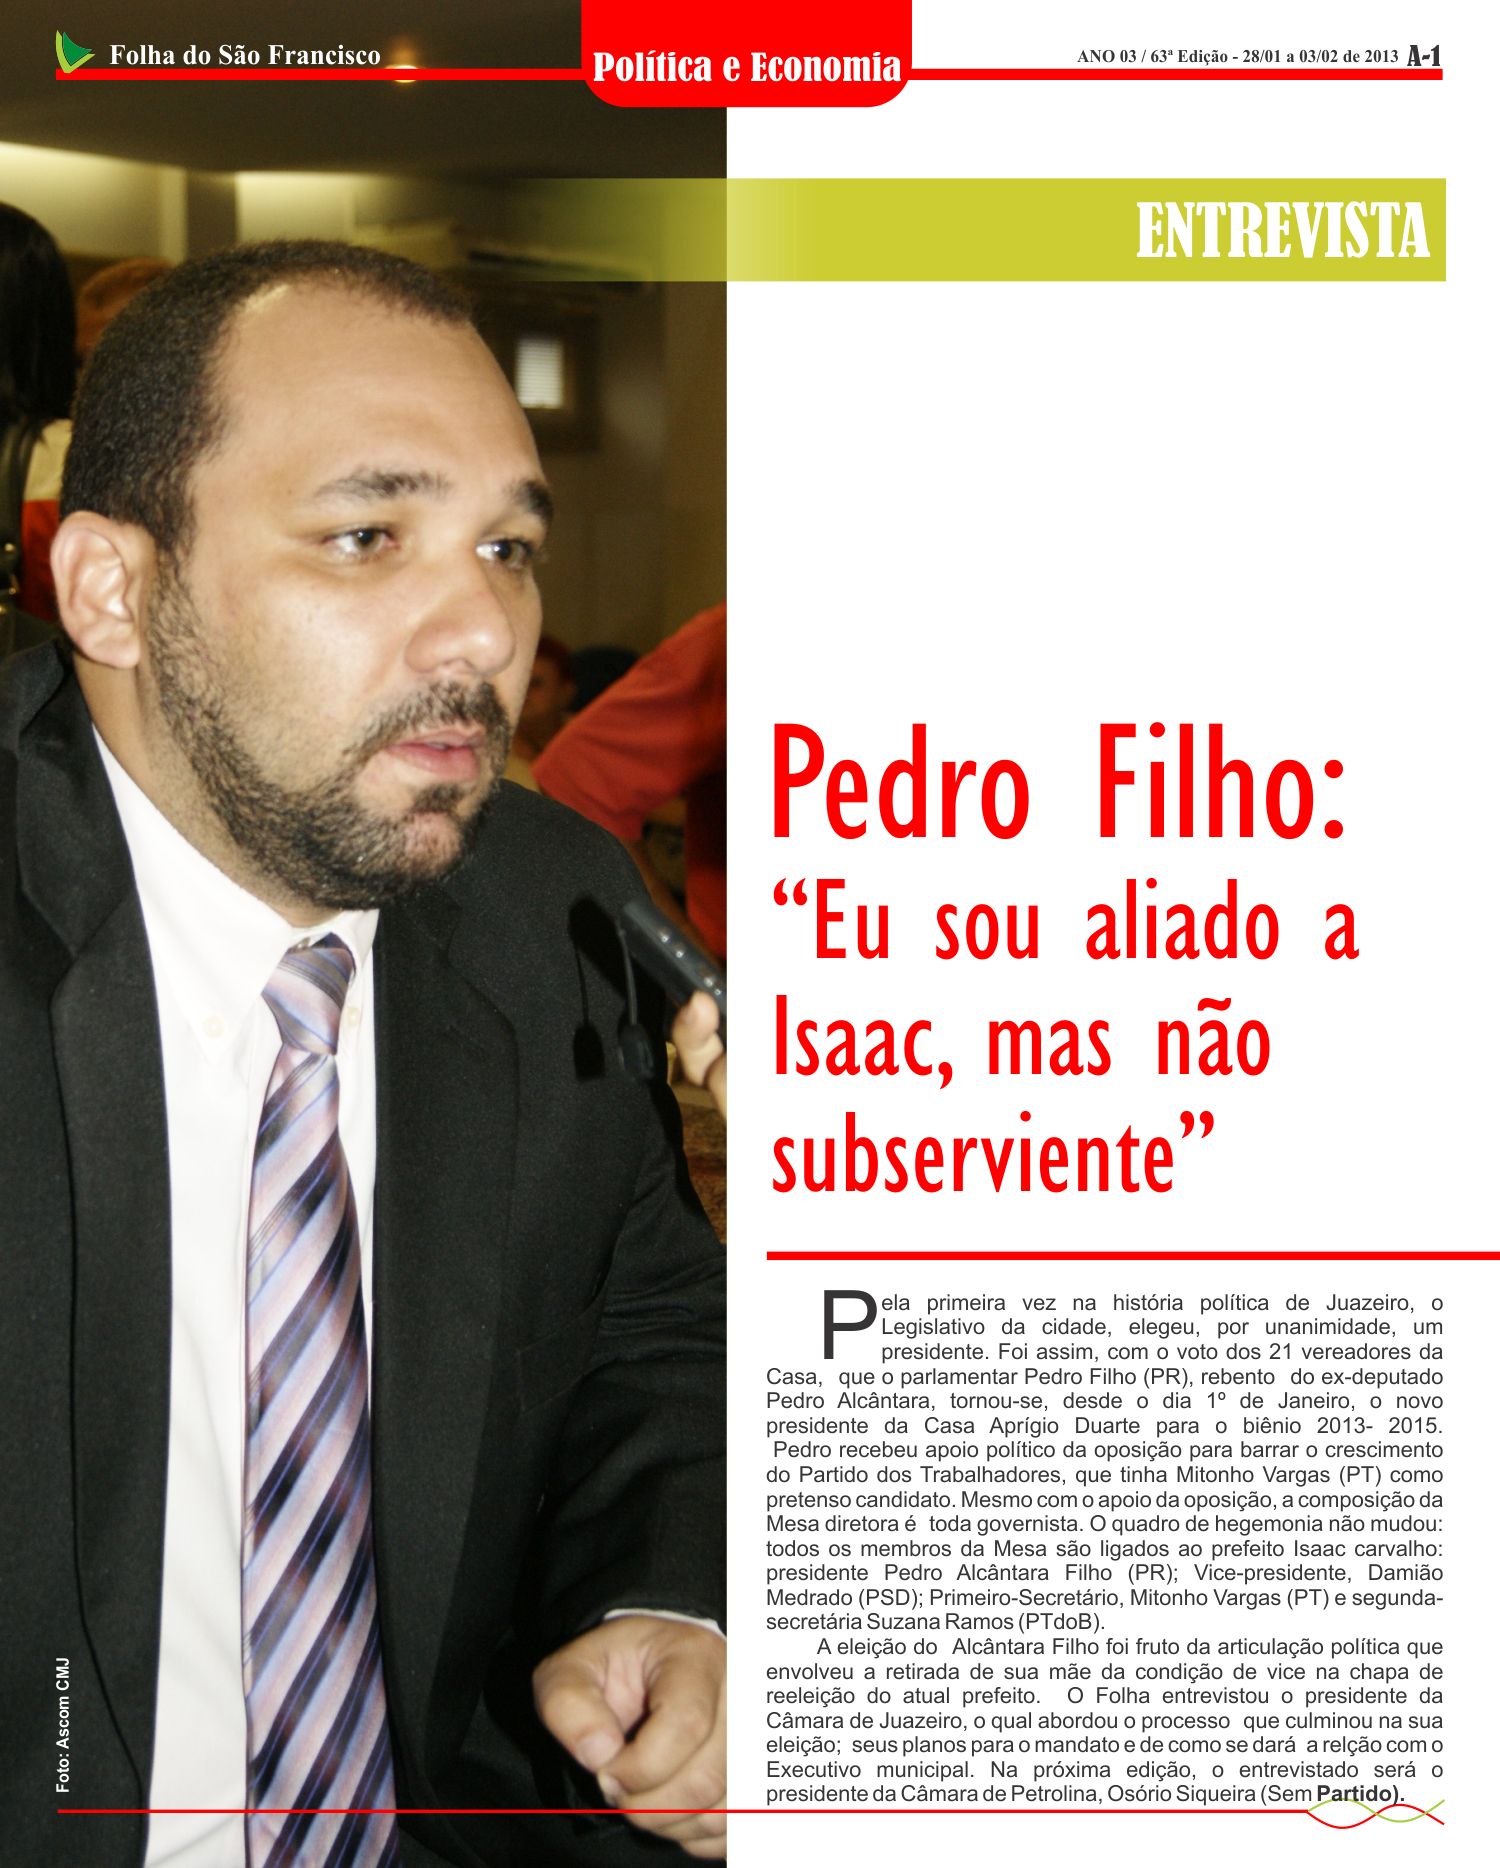 Folha do São Francisco
Política e Economia
ANO 03 / 63ª Edição - 28/01 a 03/02 de 2013 A-1
ENTREVISTA
Pedro Filho:
“Eu sou aliado a
Isaac, mas não
subserviente”
Pela primeira vez na história política de Juazeiro, o
Legislativo da cidade, elegeu, por unanimidade, um
presidente. Foi assim, com o voto dos 21 vereadores da
Casa, que o parlamentar Pedro Filho (PR), rebento do ex-deputado
Pedro Alcântara, tornou-se, desde o dia 1º de Janeiro, o novo
presidente da Casa Aprígio Duarte para o biênio 2013- 2015.
Pedro recebeu apoio político da oposição para barrar o crescimento
do Partido dos Trabalhadores, que tinha Mitonho Vargas (PT) como
pretenso candidato. Mesmo com o apoio da oposição, a composição da
Mesa diretora é toda governista. O quadro de hegemonia não mudou:
todos os membros da Mesa são ligados ao prefeito Isaac carvalho:
presidente Pedro Alcântara Filho (PR); Vice-presidente, Damião
Medrado (PSD); Primeiro-Secretário, Mitonho Vargas (PT) e segunda-
secretária Suzana Ramos (PTdoB).
A eleição do Alcântara Filho foi fruto da articulação política que
envolveu a retirada de sua mãe da condição de vice na chapa de
reeleição do atual prefeito. O Folha entrevistou o presidente da
Câmara de Juazeiro, o qual abordou o processo que culminou na sua
eleição; seus planos para o mandato e de como se dará a relção com o
Executivo municipal. Na próxima edição, o entrevistado será o
presidente da Câmara de Petrolina, Osório Siqueira (Sem Partido).
Foto: Ascom CMJ